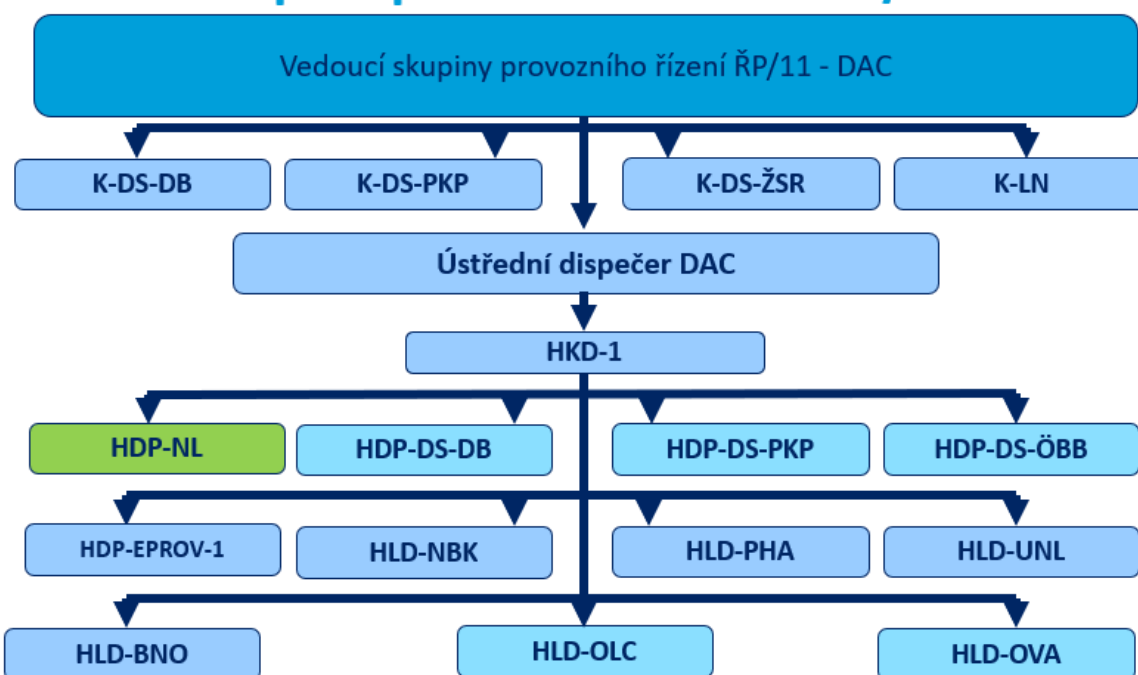 Vedoucí skupiny provozního řízení ŘP/11 - DAC
K-DS-DB
K-DS-PKP
K-DS-ŽSR
K-LN
Ústřední dispečer DAC
HKD-1
HDP-NL
HDP-DS-DB
HDP-DS-PKP
HDP-DS-ÖBB
HDP-EPROV-1
HLD-NBK
HLD-PHA
HLD-UNL
HLD-BNO
HLD-OLC
HLD-OVA